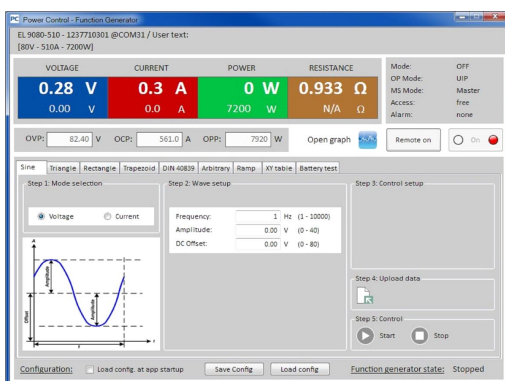 PC Power Control - Function Generator
EL 9080-510 - 1237710301 @COM31 / User text:
[80V - 510A - 7200W]
VOLTAGE CURRENT POWER RESISTANCE
0.28 V 0.3 A 0 W 0.933 Ω
0.00 V 0.0 A 7200 W N/A Ω
Mode: OFF
OP Mode: UIP
MS Mode: Master
Access: free
Alarm: none
OVP: 82.40 V OCP: 561.0 A OPP: 7920 W Open graph Remote on On
Sine Triangle Rectangle Trapezoid DIN 40839 Arbitrary Ramp XY table Battery test
Step 1: Mode selection
Voltage Current
Amplitude
Amplitude
Offset
A
t
f
Step 2: Wave setup
Frequency: 1 Hz (1 - 10000)
Amplitude: 0.00 V (0 - 40)
DC Offset: 0.00 V (0 - 80)
Step 3: Control setup
Step 4: Upload data
Step 5: Control
Start Stop
Configuration: Load config. at app startup Save Config Load config Function generator state: Stopped